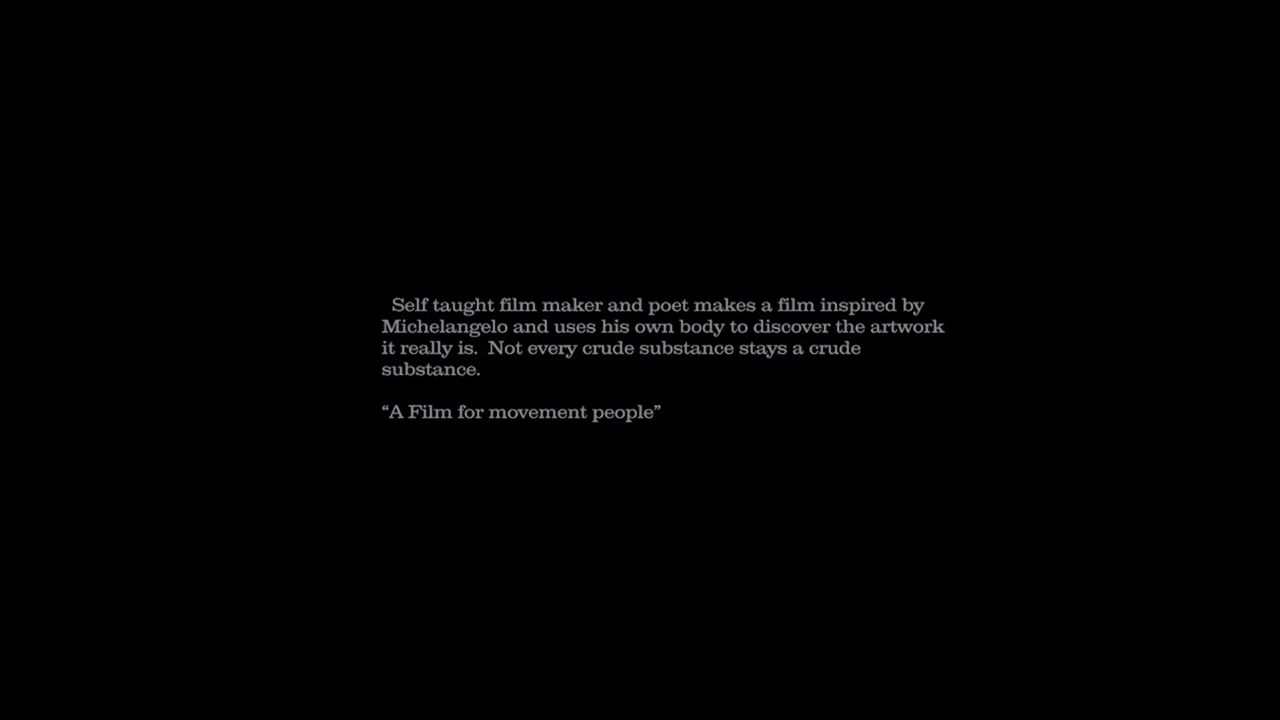 Self taught film maker and poet makes a film inspired by
Michelangelo and uses his own body to discover the artwork
it really is.  Not every crude substance stays a crude
substance.
“A Film for movement people”